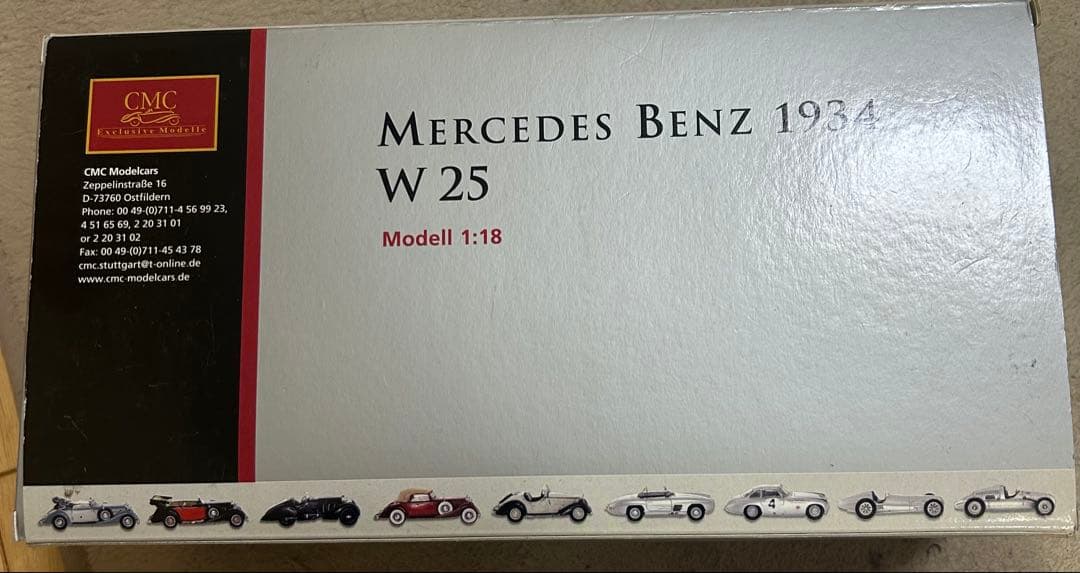 CMC
Exclusive Modelle
CMC Modelcars
Zeppelinstraße 16
D-73760 Ostfildern
Phone: 00 49-(0)711-4 56 99 23,
4 51 65 69, 2 20 31 01
or 2 20 31 02
Fax: 00 49-(0)711-45 43 78
cmc.stuttgart@t-online.de
www.cmc-modelcars.de
MERCEDES BENZ 1934
W 25
Modell 1:18
4